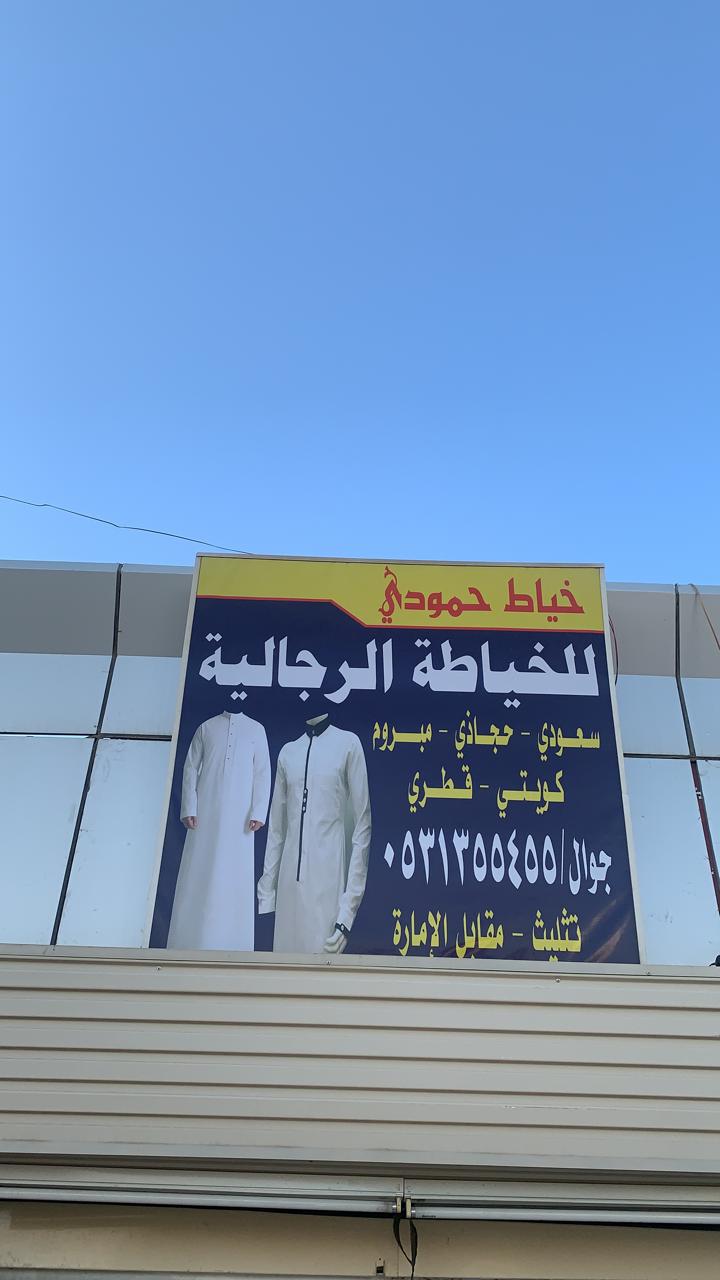 خياط حمودي
للخياطة الرجالية
سعودي - حجازي - مبروم
كويتي - قطري
جوال/٠٥٣١٣٥٥٤٥٥
تثليث - مقابل الإمارة